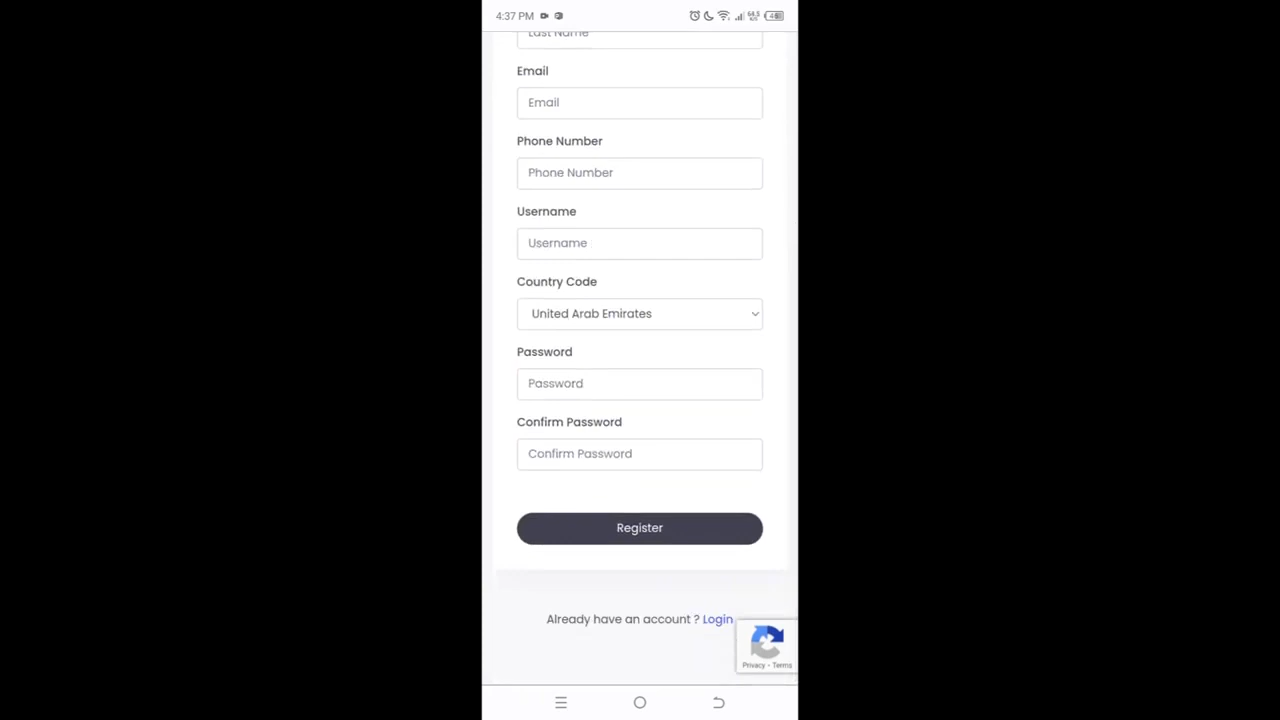 4:37 PM
Last Name
Email
Email
Phone Number
Phone Number
Username
Username
Country Code
United Arab Emirates
Password
Password
Confirm Password
Confirm Password
Register
Already have an account ? Login
Privacy - Terms